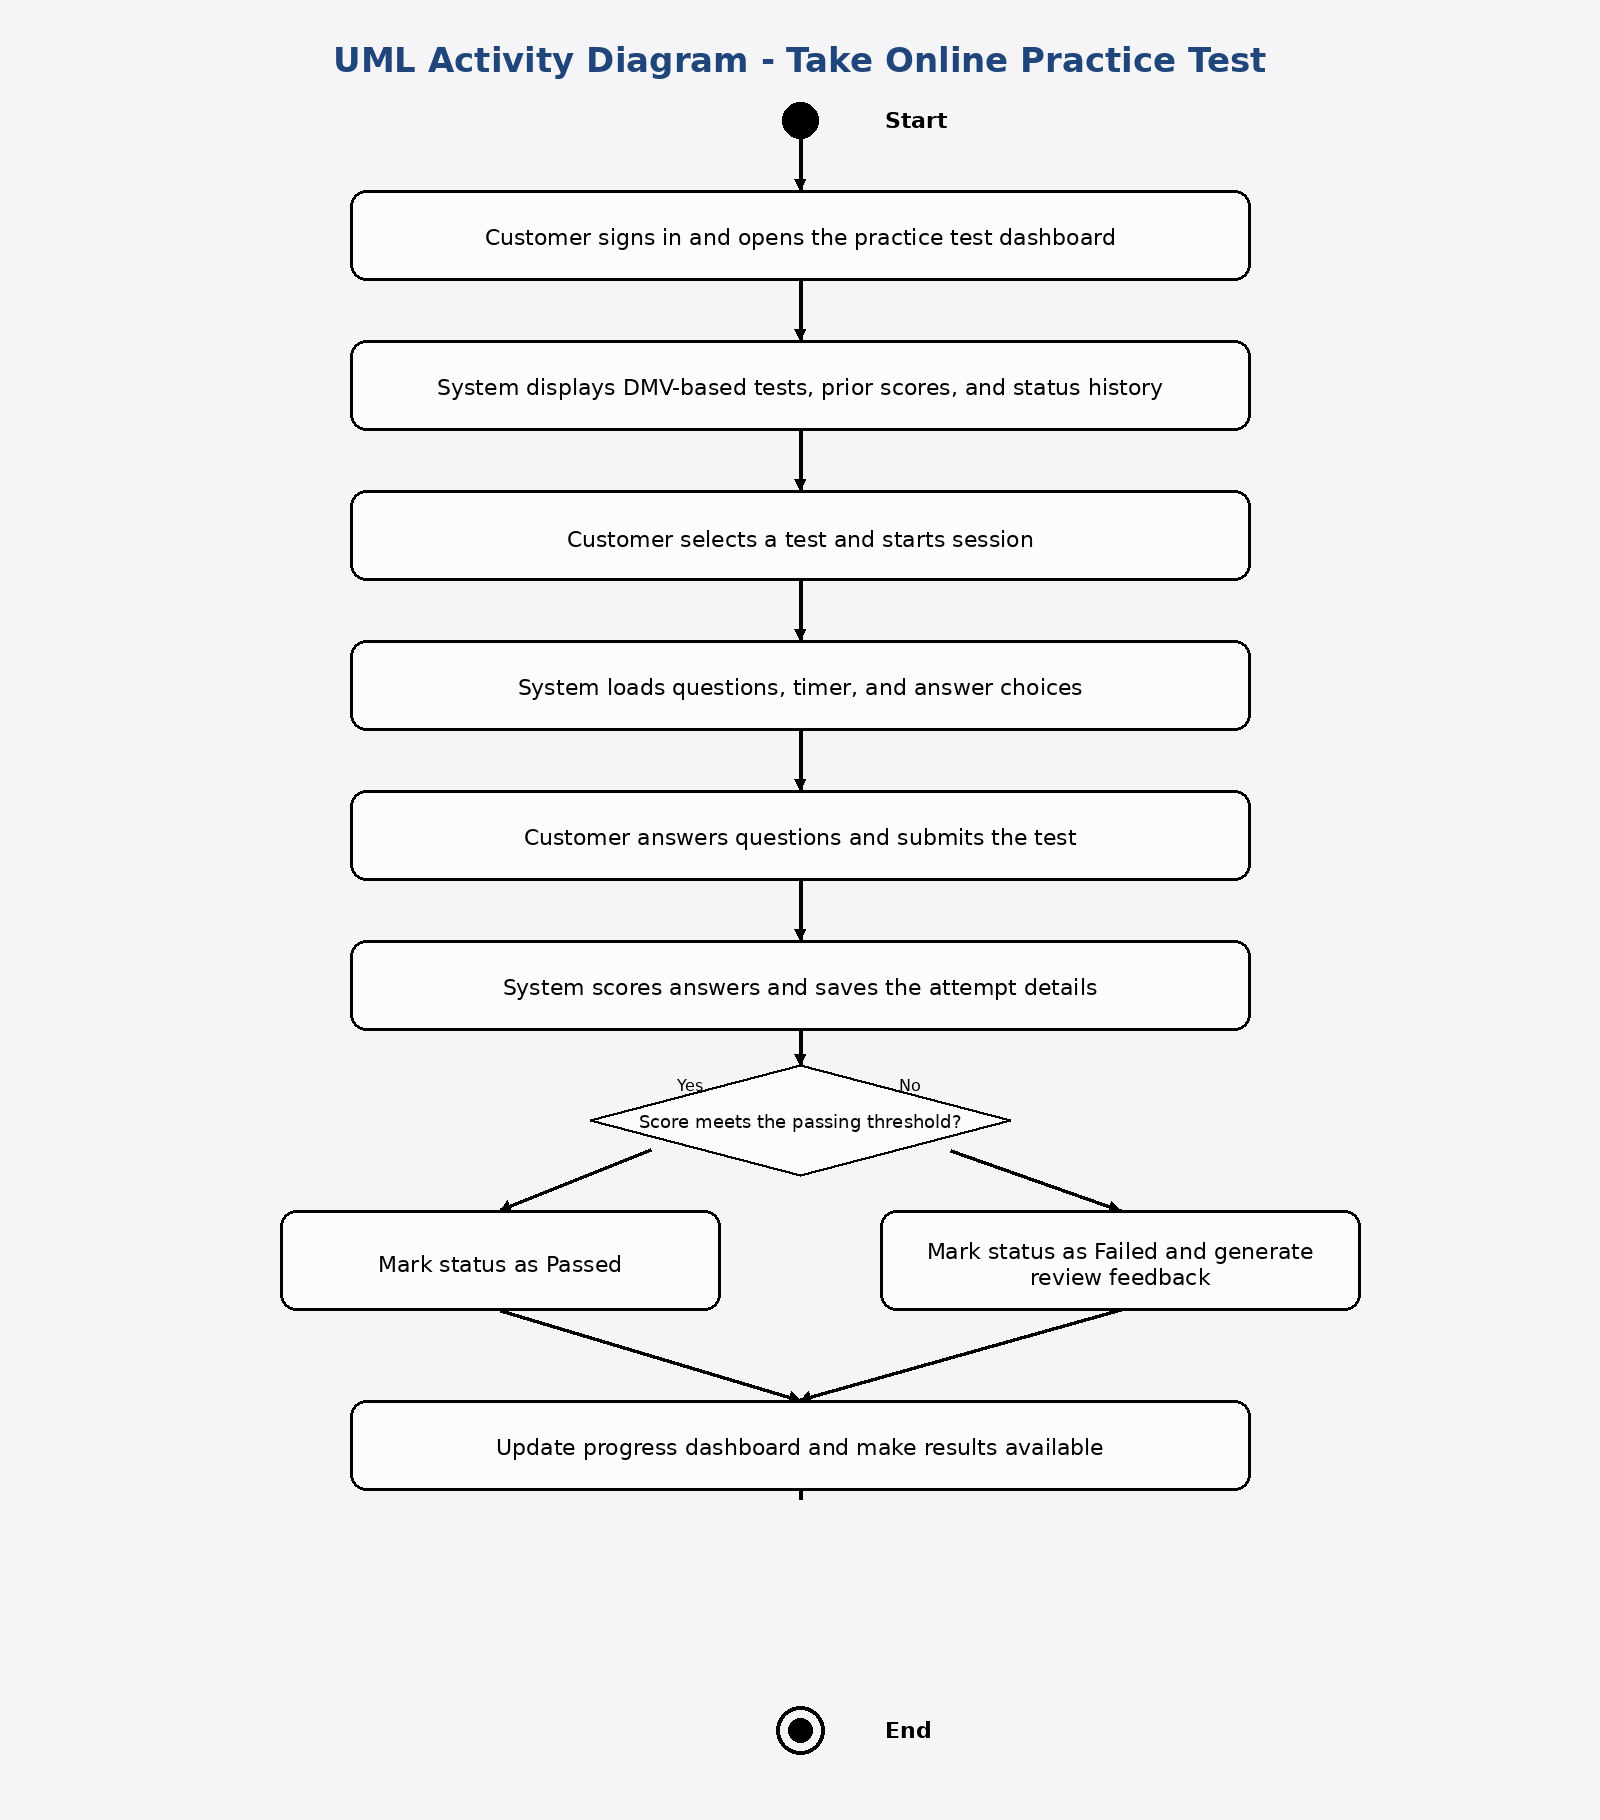 UML Activity Diagram - Take Online Practice Test
Start
Customer signs in and opens the practice test dashboard
System displays DMV-based tests, prior scores, and status history
Customer selects a test and starts session
System loads questions, timer, and answer choices
Customer answers questions and submits the test
System scores answers and saves the attempt details
Yes
No
Score meets the passing threshold?
Mark status as Passed
Mark status as Failed and generate
review feedback
Update progress dashboard and make results available
End